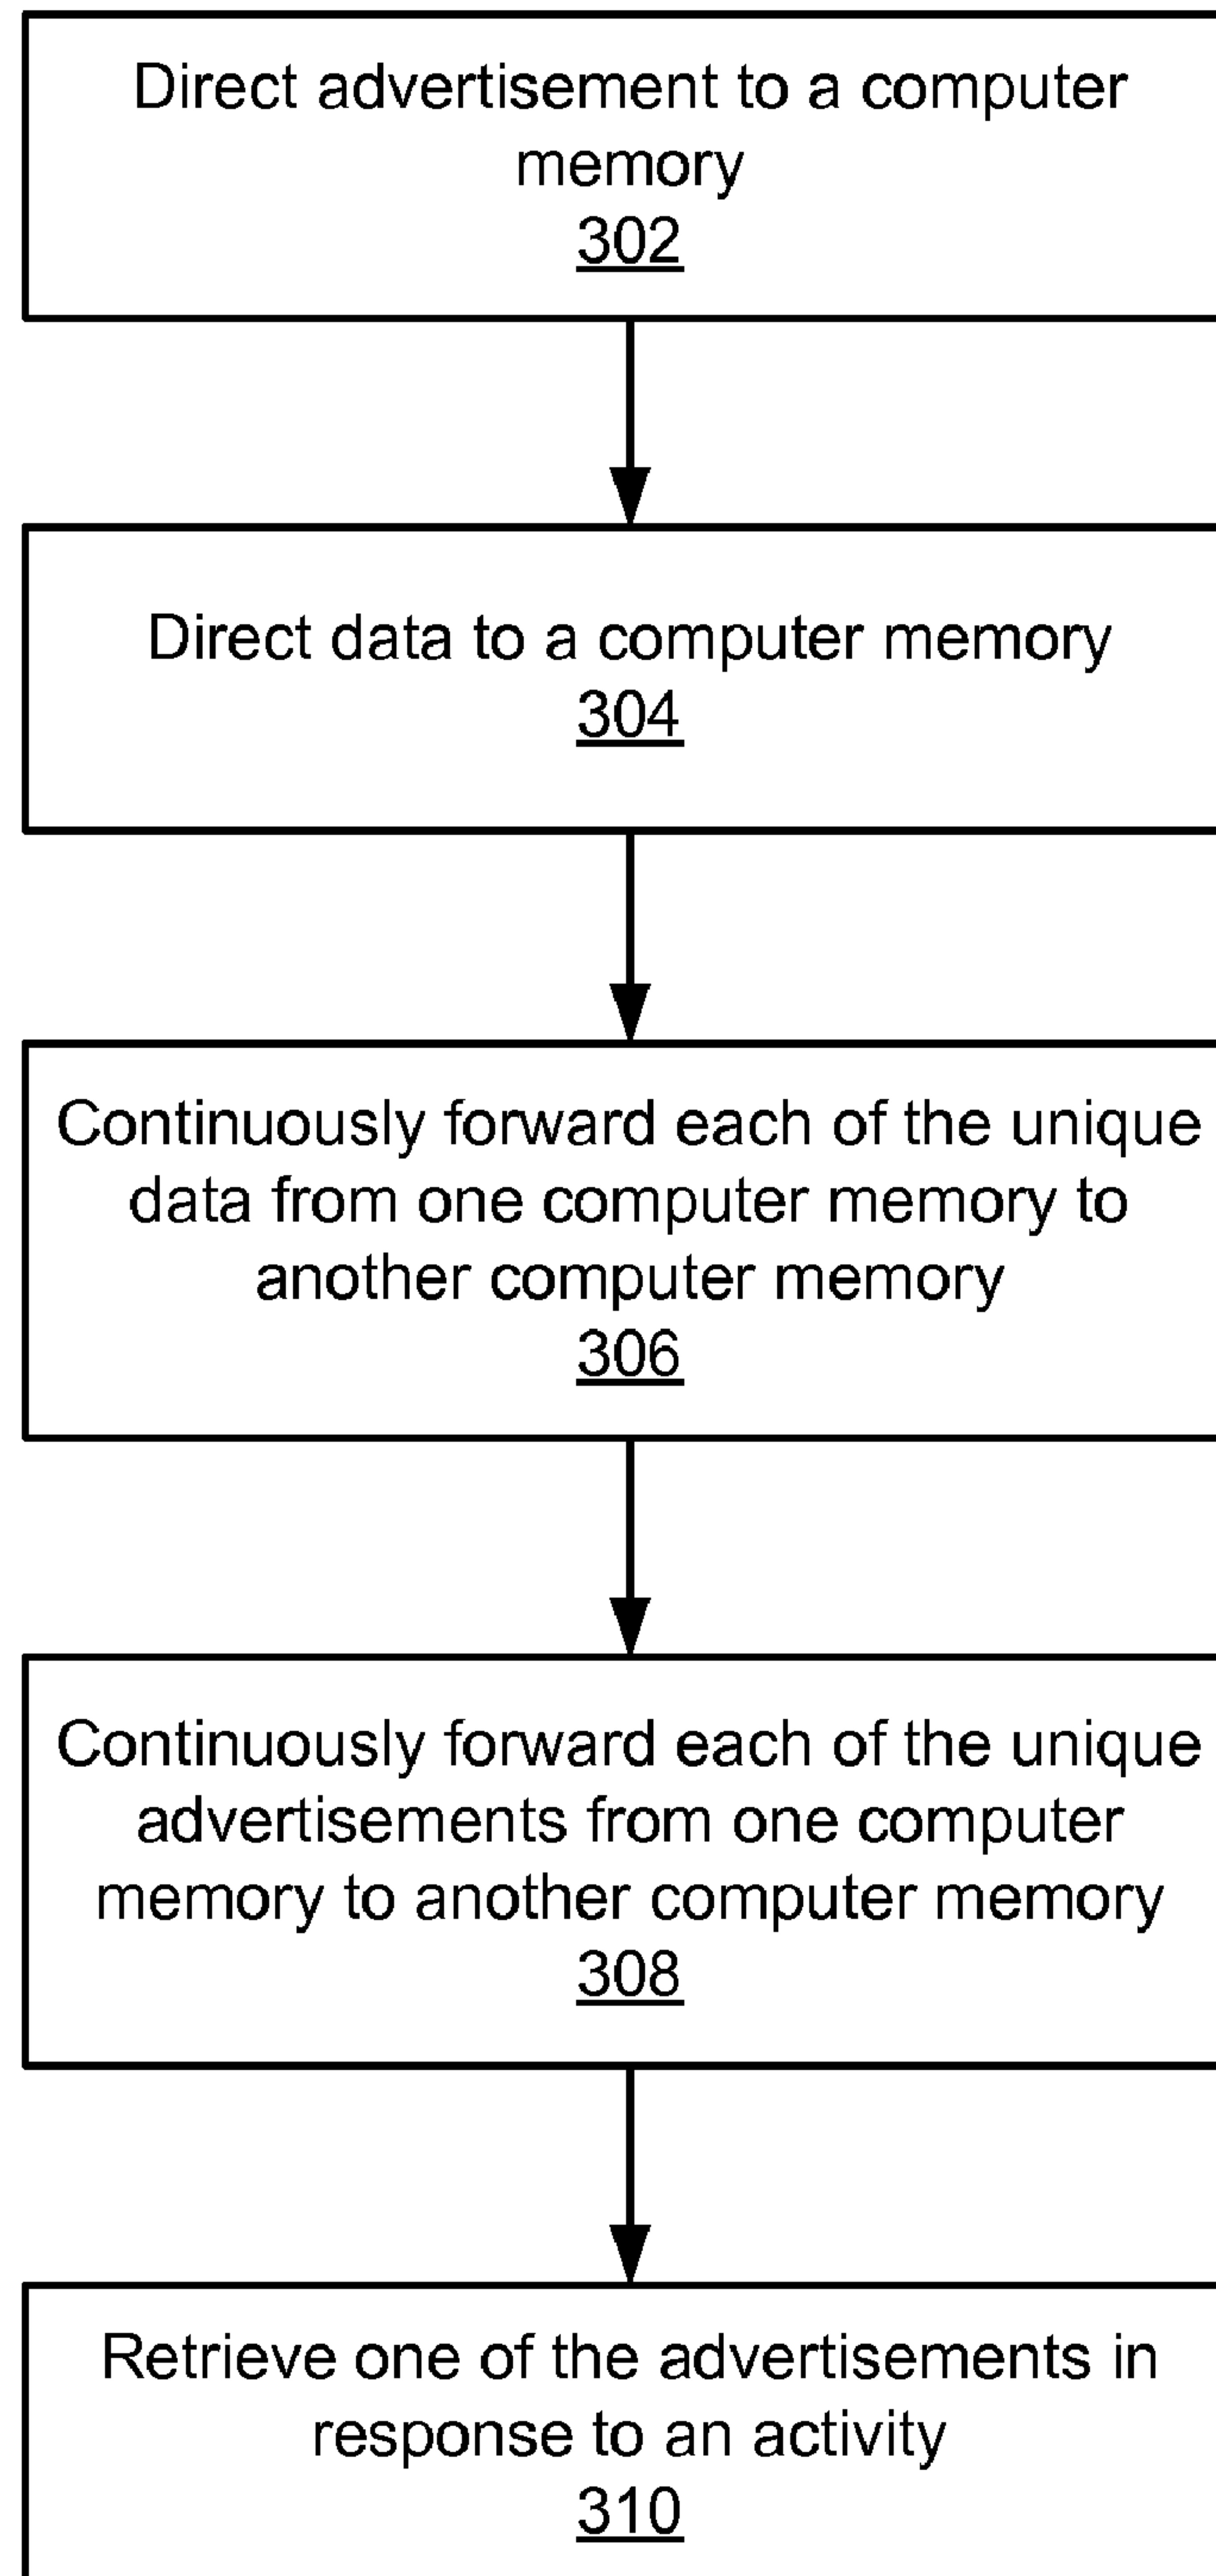 Direct advertisement to a computer
memory
302
Direct data to a computer memory
304
Continuously forward each of the unique
data from one computer memory to
another computer memory
306
Continuously forward each of the unique
advertisements from one computer
memory to another computer memory
308
Retrieve one of the advertisements in
response to an activity
310